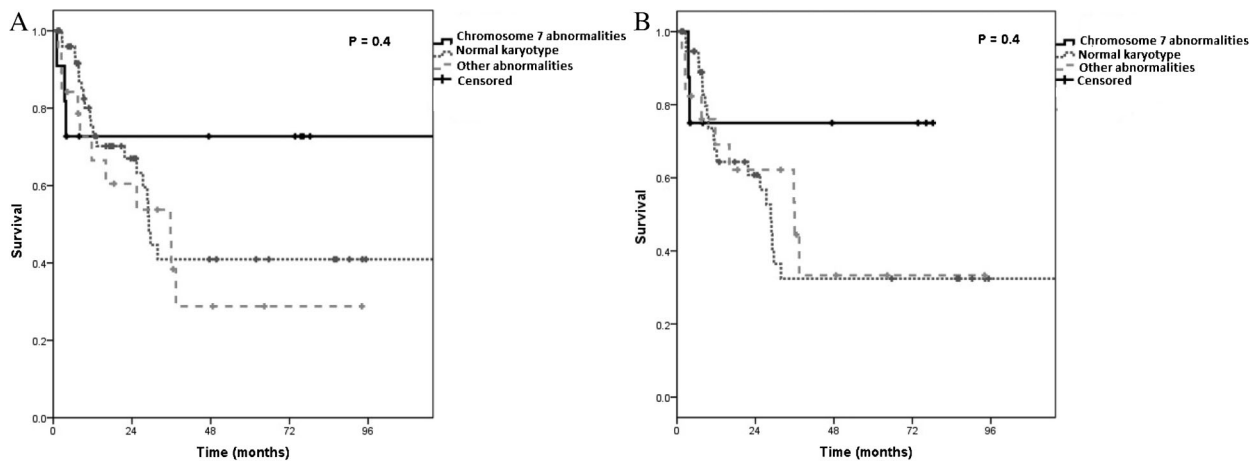 A
P = 0.4
Chromosome 7 abnormalities
Normal karyotype
Other abnormalities
Censored
Survival
1.0
0.8
0.6
0.4
0.2
0.0
0 24 48 72 96
Time (months)
B
P = 0.4
Chromosome 7 abnormalities
Normal karyotype
Other abnormalities
Censored
Survival
1.0
0.8
0.6
0.4
0.2
0.0
0 24 48 72 96
Time (months)